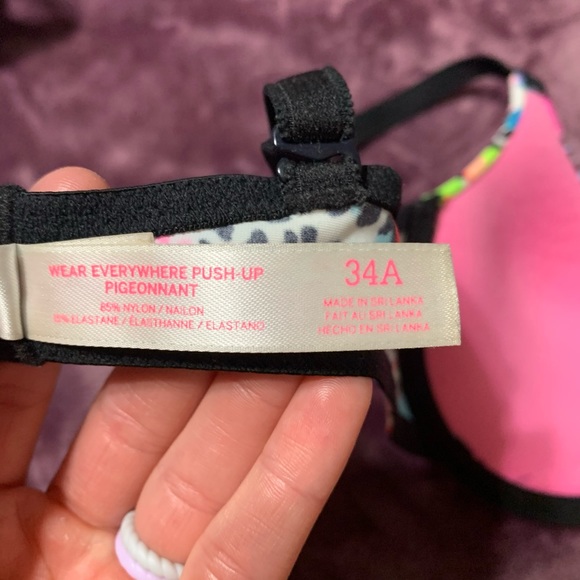 WEAR EVERYWHERE PUSH-UP
PIGEONNANT
85% NYLON / NAILON
15% ELASTANE / ÉLASTHANNE / ELASTANO
34A
MADE IN SRI LANKA
FAIT AU SRI LANKA
HECHO EN SRI LANKA